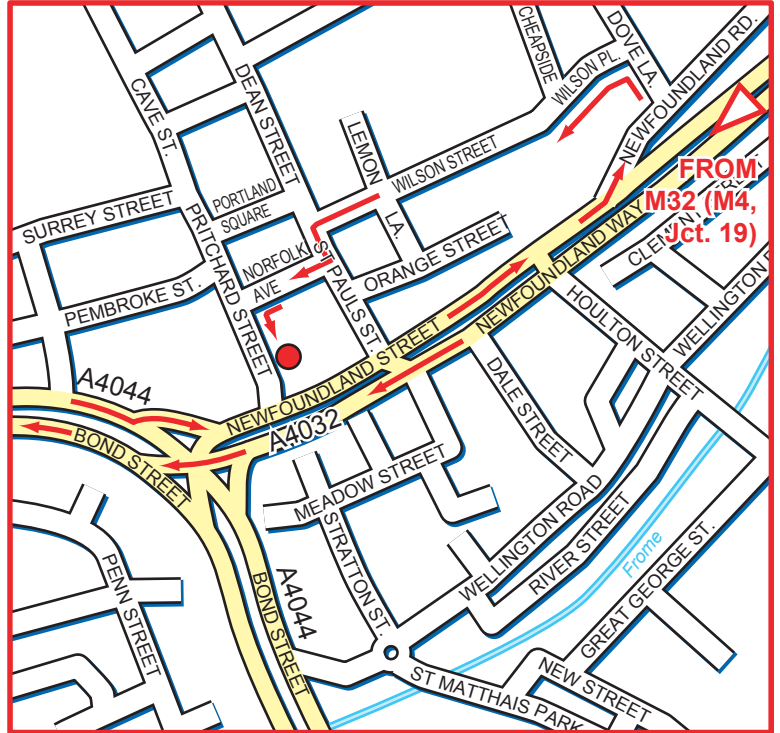 CHEAPSIDE
DOVE LA.
NEWFOUNDLAND RD.
WILSON PL.
CAVE ST.
DEAN STREET
LEMON LA.
WILSON STREET
NEWFOUNDLAND WAY
FROM
M32 (M4,
Jct. 19)
SURREY STREET
PORTLAND
SQUARE
PRITCHARD STREET
NORFOLK
AVE
ST PAULS ST.
ORANGE STREET
CLEMENT STREET
WELLINGTON R
PEMBROKE ST.
HOULTON STREET
A4044
NEWFOUNDLAND STREET
A4032
DALE STREET
BOND STREET
MEADOW STREET
STRATTON ST.
WELLINGTON ROAD
RIVER STREET
Frome
GREAT GEORGE ST.
PENN STREET
BOND STREET
A4044
NEW STREET
ST MATTHAIS PARK